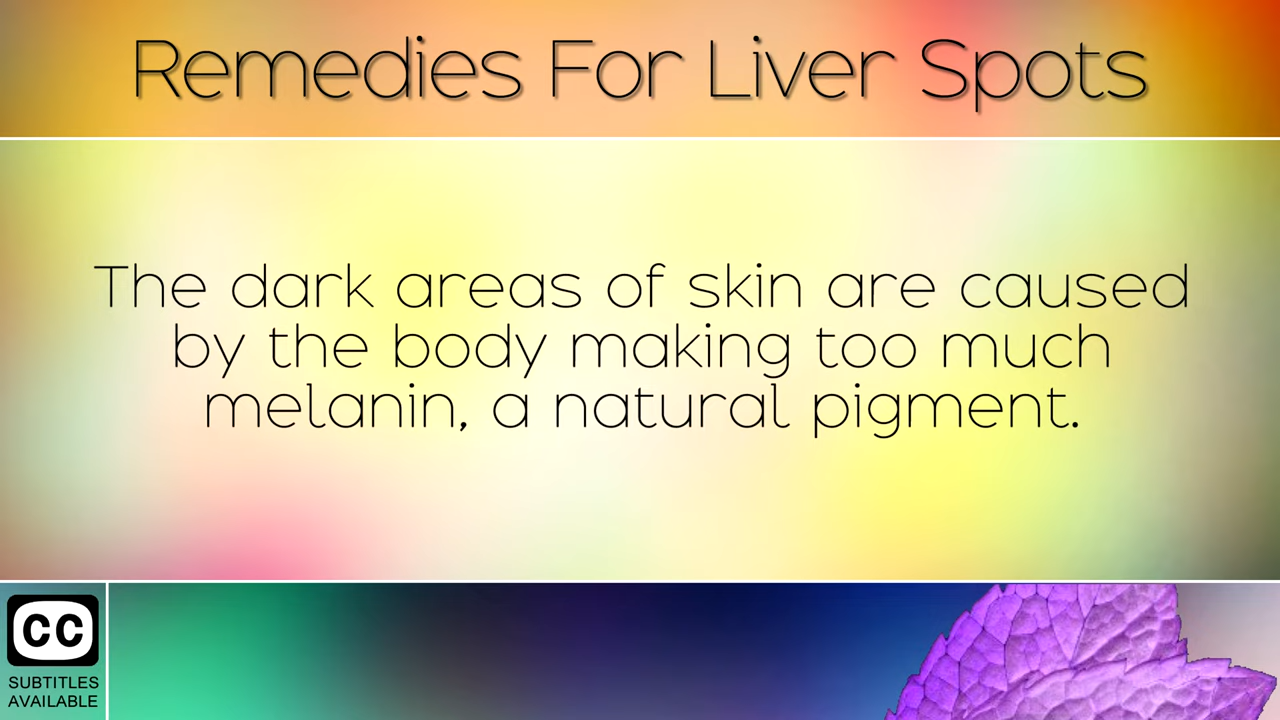 Remedies For Liver Spots
The dark areas of skin are caused
by the body making too much
melanin, a natural pigment.
CC
SUBTITLES
AVAILABLE